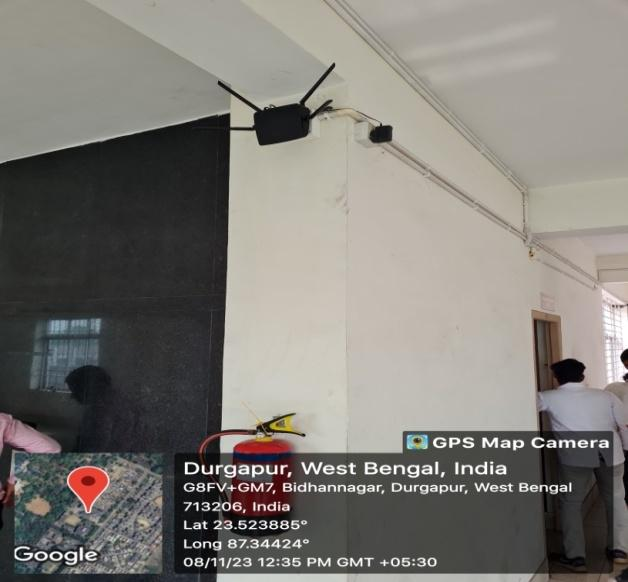 GPS Map Camera
Durgapur, West Bengal, India
G8FV+GM7, Bidhannagar, Durgapur, West Bengal
713206, India
Lat 23.523885°
Long 87.34424°
08/11/23 12:35 PM GMT +05:30
Google